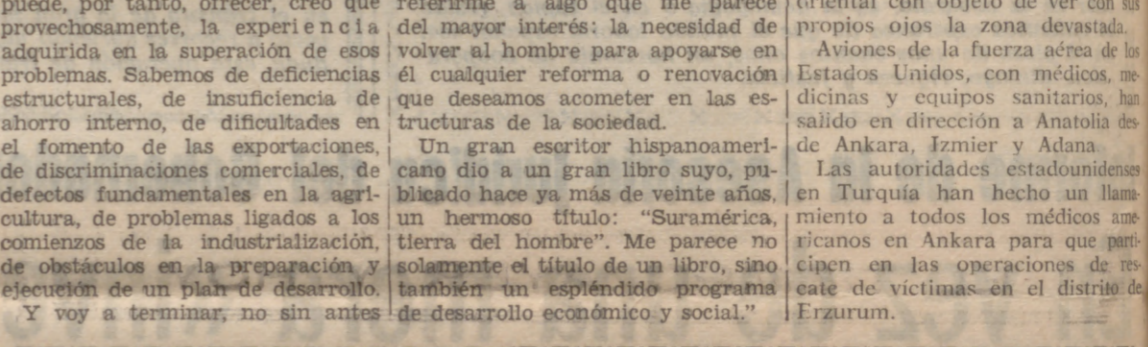 puede, por tanto, ofrecer, creo que
provechosamente, la experiencia
adquirida en la superación de esos
problemas. Sabemos de deficiencias
estructurales, de insuficiencia de
ahorro interno, de dificultades en
el fomento de las exportaciones,
de discriminaciones comerciales, de
defectos fundamentales en la agri-
cultura, de problemas ligados a los
comienzos de la industrialización,
de obstáculos en la preparación y
ejecución de un plan de desarrollo.
Y voy a terminar, no sin antes
referirme a algo que me parece
del mayor interés: la necesidad de
volver al hombre para apoyarse en
él cualquier reforma o renovación
que deseamos acometer en las es-
tructuras de la sociedad.
Un gran escritor hispanoameri-
cano dio a un gran libro suyo, pu-
blicado hace ya más de veinte años,
un hermoso título: "Suramérica,
tierra del hombre". Me parece no
solamente el título de un libro, sino
también un espléndido programa
de desarrollo económico y social."
oriental con objeto de ver con sus
propios ojos la zona devastada.
Aviones de la fuerza aérea de los
Estados Unidos, con médicos, me-
dicinas y equipos sanitarios, han
salido en dirección a Anatolia des-
de Ankara, Izmier y Adana
Las autoridades estadounidenses
en Turquía han hecho un llama-
miento a todos los médicos ame-
ricanos en Ankara para que parti-
cipen en las operaciones de res-
cate de víctimas en el distrito de
Erzurum.